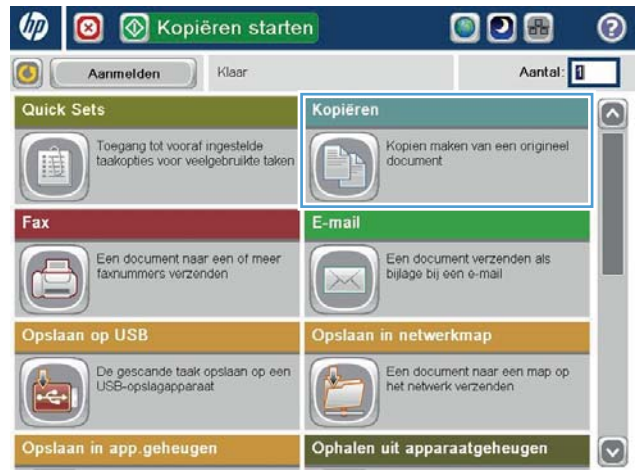 hp
Kopiëren starten
?
Aanmelden
Klaar
Aantal: 1
Quick Sets
Toegang tot vooraf ingestelde
taakopties voor veelgebruikte taken
Kopiëren
Kopien maken van een origineel
document
Fax
Een document naar een of meer
faxnummers verzenden
E-mail
Een document verzenden als
bijlage bij een e-mail
Opslaan op USB
De gescande taak opslaan op een
USB-opslagapparaat
Opslaan in netwerkmap
Een document naar een map op
het netwerk verzenden
Opslaan in app.geheugen
Ophalen uit apparaatgeheugen